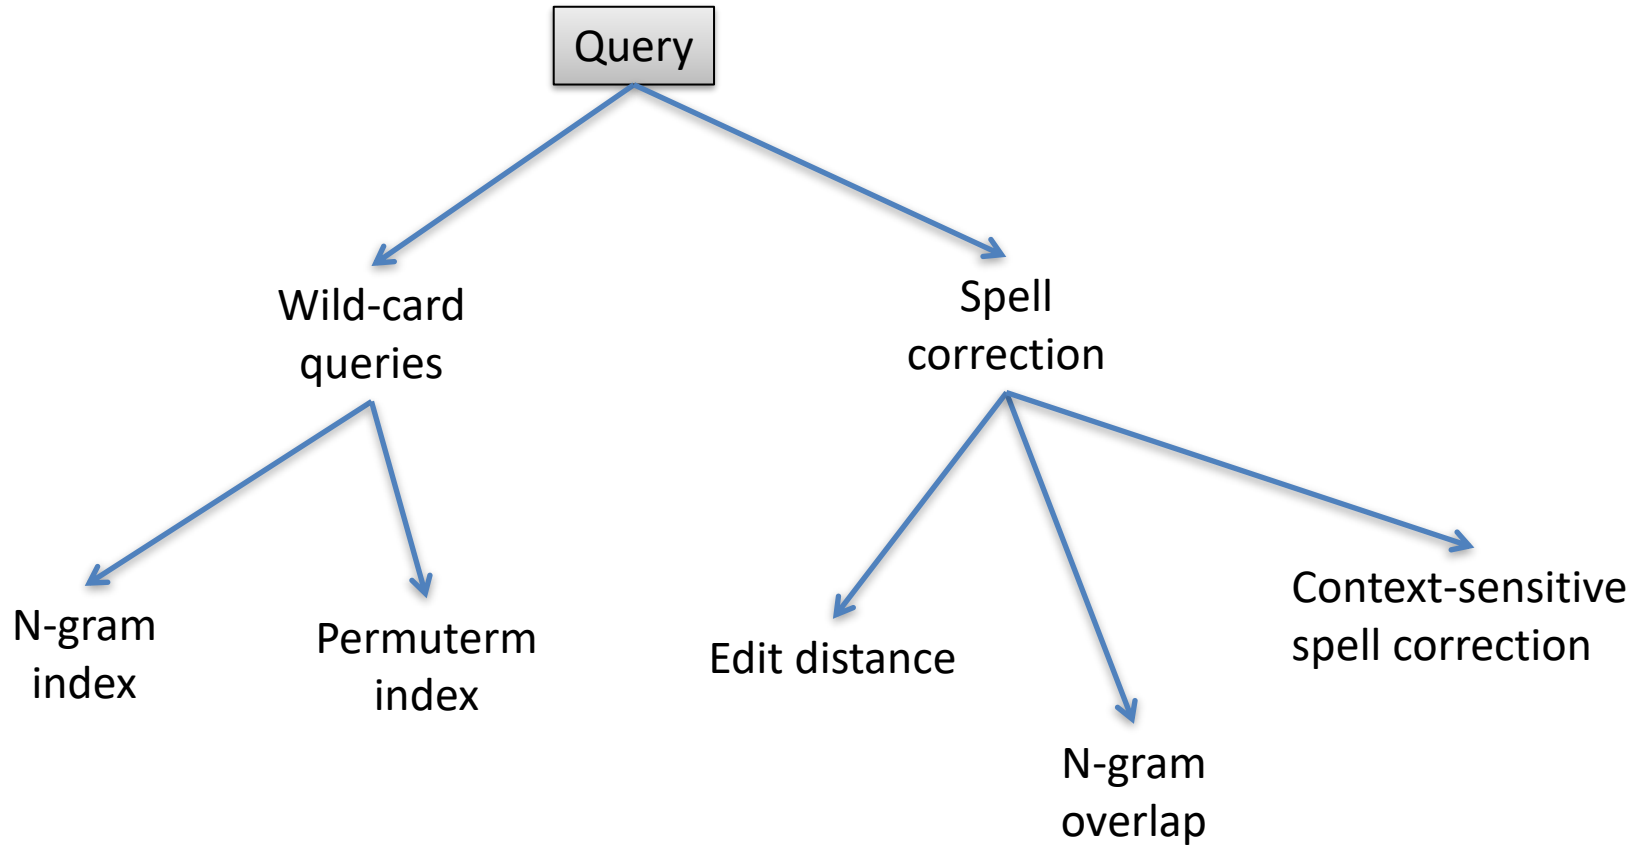 Query
Wild-card
queries
Spell
correction
N-gram
index
Permuterm
index
Edit distance
N-gram
overlap
Context-sensitive
spell correction